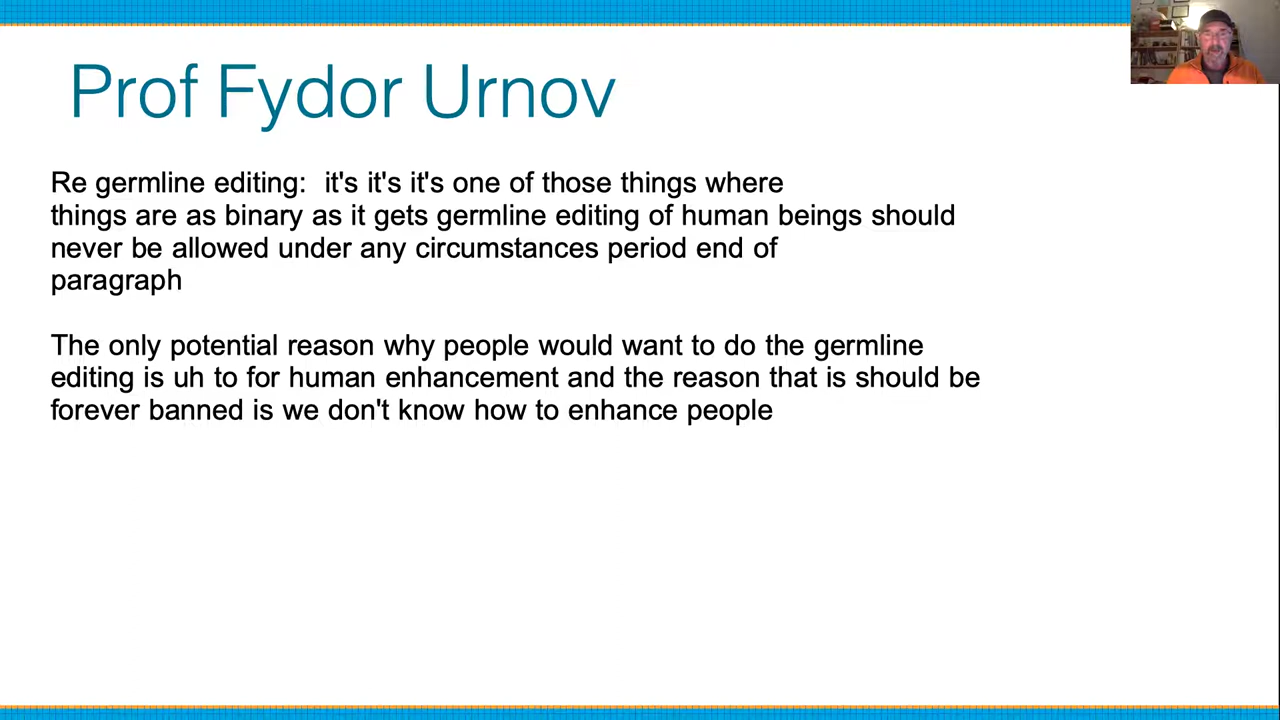 Prof Fydor Urnov
Re germline editing:  it's it's it's one of those things where
things are as binary as it gets germline editing of human beings should
never be allowed under any circumstances period end of
paragraph
The only potential reason why people would want to do the germline
editing is uh to for human enhancement and the reason that is should be
forever banned is we don't know how to enhance people